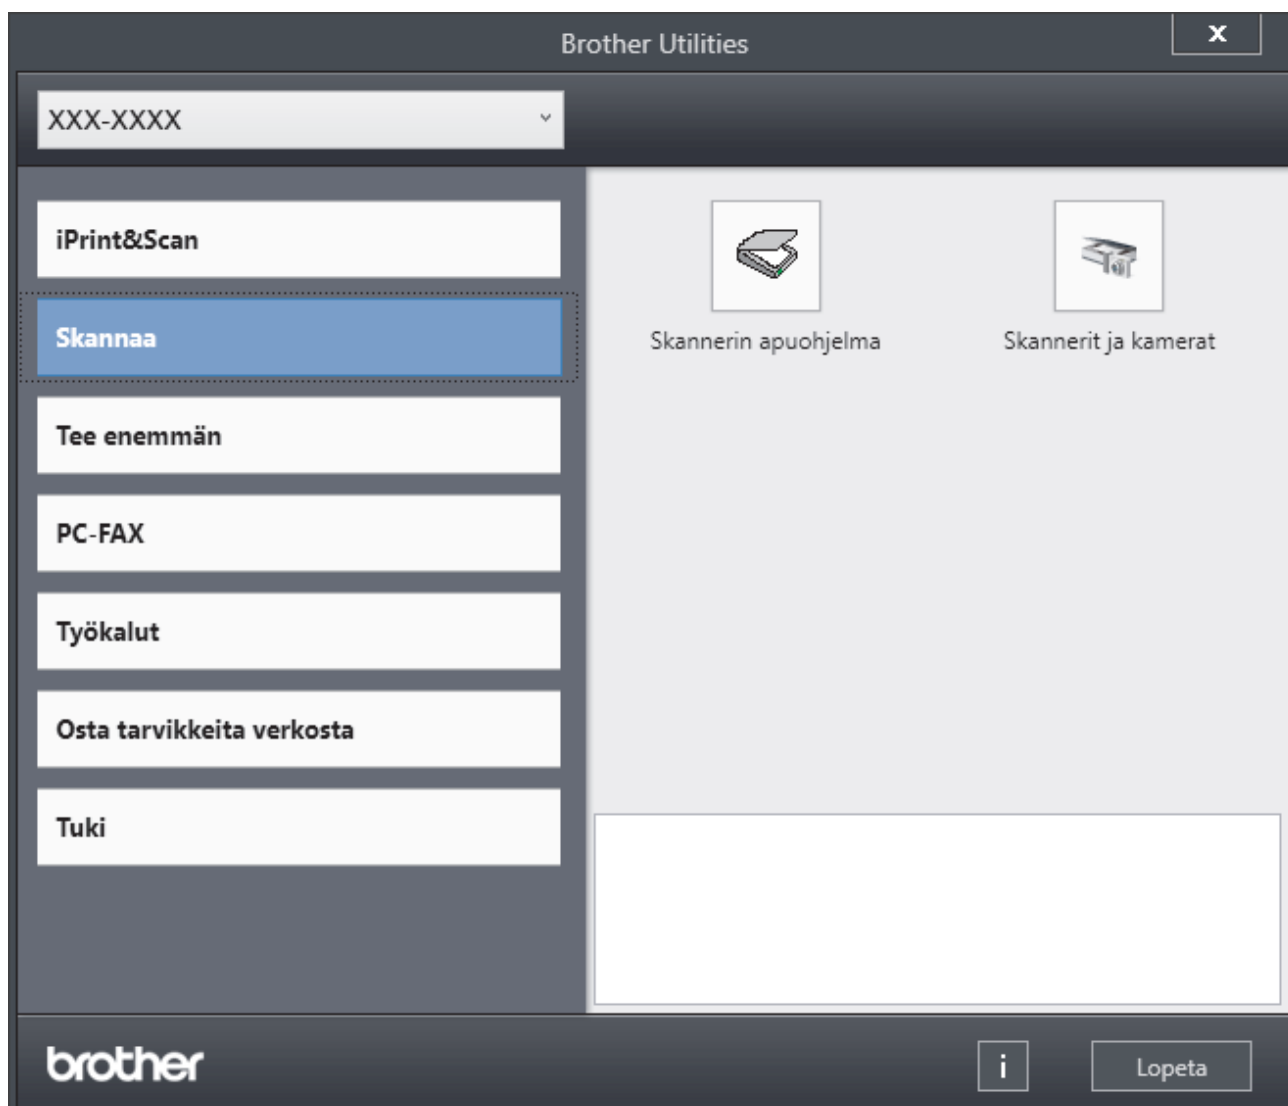 Brother Utilities
x
XXX-XXXX
iPrint&Scan
Skannaa
Tee enemmän
PC-FAX
Työkalut
Osta tarvikkeita verkosta
Tuki
Skannerin apuohjelma
Skannerit ja kamerat
brother
i
Lopeta